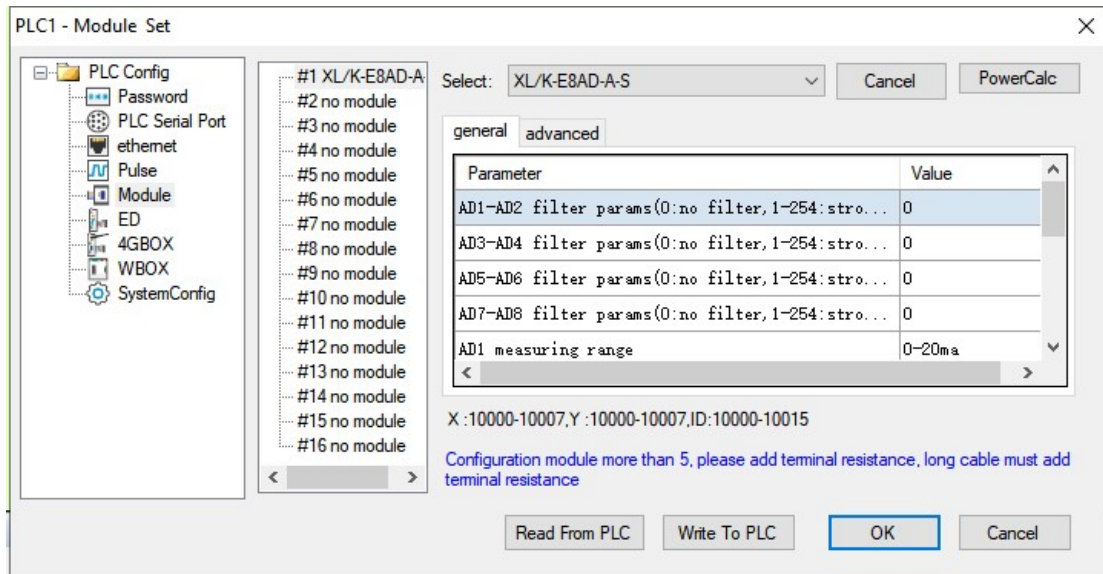 PLC1 - Module Set
PLC Config
Password
PLC Serial Port
ethernet
Pulse
Module
ED
4GBOX
WBOX
SystemConfig
#1 XL/K-E8AD-A-
#2 no module
#3 no module
#4 no module
#5 no module
#6 no module
#7 no module
#8 no module
#9 no module
#10 no module
#11 no module
#12 no module
#13 no module
#14 no module
#15 no module
#16 no module
Select: XL/K-E8AD-A-S Cancel PowerCalc
general advanced
Parameter Value
AD1-AD2 filter params(0:no filter,1-254:stro... 0
AD3-AD4 filter params(0:no filter,1-254:stro... 0
AD5-AD6 filter params(0:no filter,1-254:stro... 0
AD7-AD8 filter params(0:no filter,1-254:stro... 0
AD1 measuring range 0-20ma
X :10000-10007,Y :10000-10007,ID:10000-10015
Configuration module more than 5, please add terminal resistance, long cable must add
terminal resistance
Read From PLC Write To PLC OK Cancel